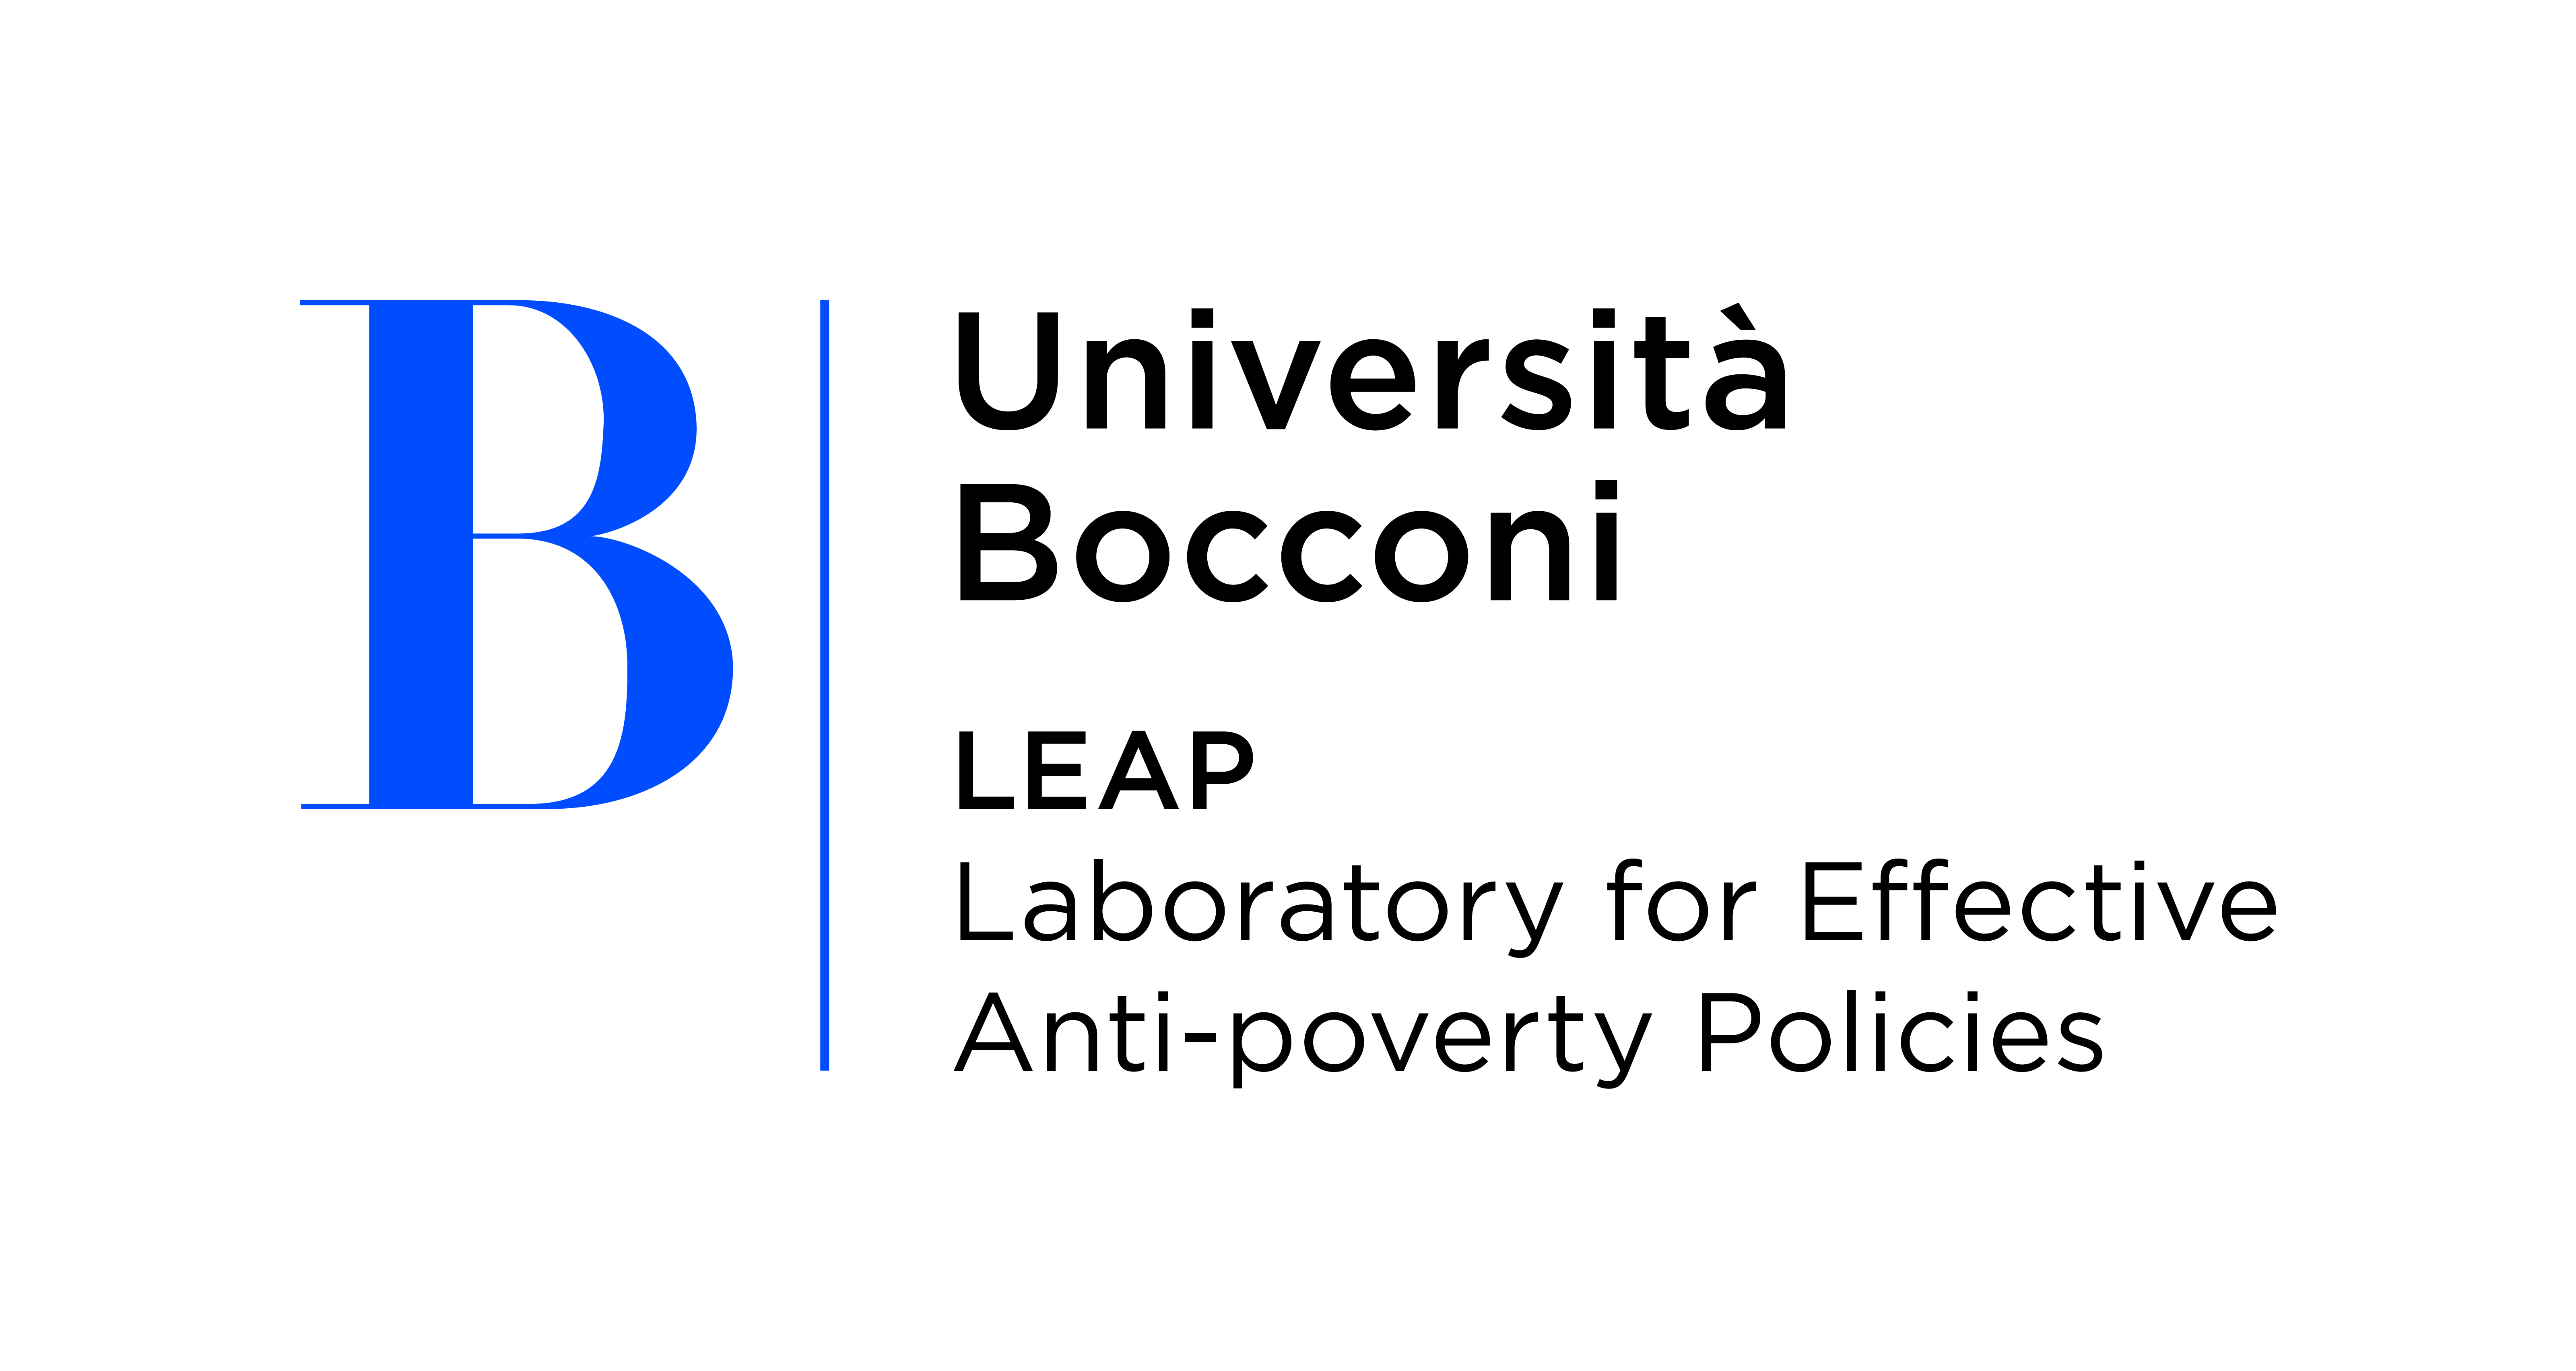 B
Università
Bocconi
LEAP
Laboratory for Effective
Anti-poverty Policies